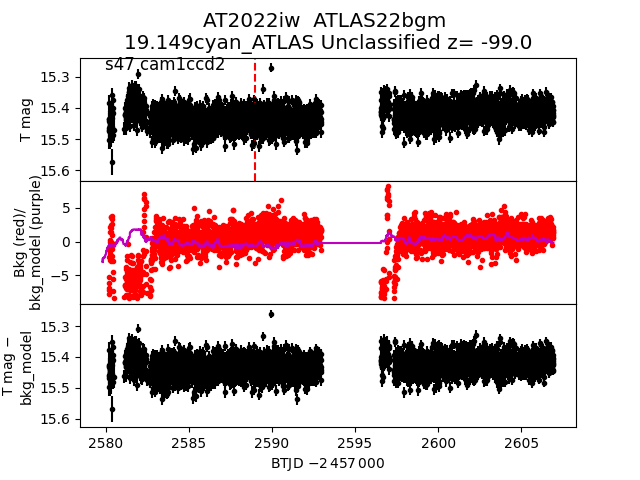 AT2022iw  ATLAS22bgm
19.149cyan_ATLAS Unclassified z= -99.0
s47 cam1ccd2
T mag
15.3
15.4
15.5
15.6
Bkg (red)/
bkg_model (purple)
5
0
−5
T mag −
bkg_model
15.3
15.4
15.5
15.6
2580 2585 2590 2595 2600 2605
BTJD −2 457 000